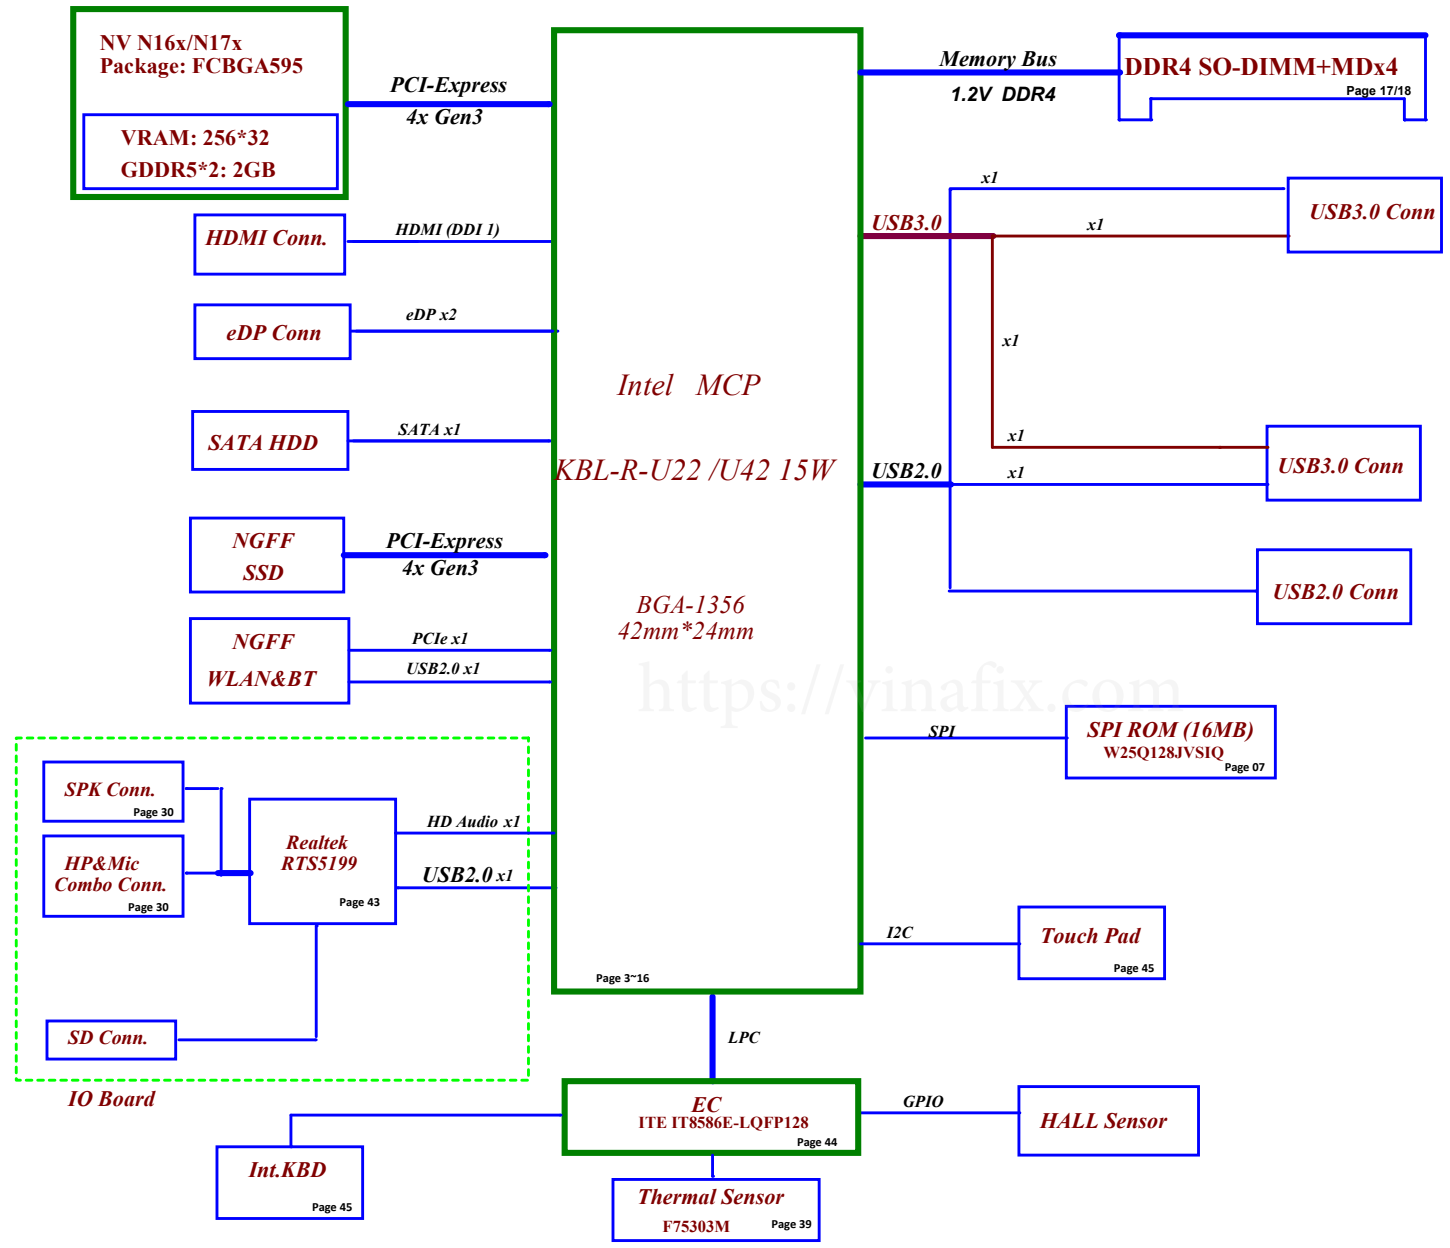 NV N16x/N17x
Package: FCBGA595
VRAM: 256*32
GDDR5*2: 2GB
PCI-Express
4x Gen3
Memory Bus
1.2V DDR4
DDR4 SO-DIMM+MDx4
Page 17/18
HDMI Conn.
HDMI (DDI 1)
eDP Conn
eDP x2
SATA HDD
SATA x1
NGFF
SSD
PCI-Express
4x Gen3
NGFF
WLAN&BT
PCIe x1
USB2.0 x1
Intel MCP
KBL-R-U22 /U42 15W
BGA-1356
42mm*24mm
Page 3~16
USB3.0
x1
x1
USB3.0 Conn
x1
USB2.0
x1
x1
USB3.0 Conn
USB2.0 Conn
https://vinafix.com
SPI
SPI ROM (16MB)
W25Q128JVSIQ
Page 07
SPK Conn.
Page 30
HP&Mic
Combo Conn.
Page 30
Realtek
RTS5199
Page 43
HD Audio x1
USB2.0 x1
SD Conn.
IO Board
I2C
Touch Pad
Page 45
LPC
EC
ITE IT8586E-LQFP128
Page 44
GPIO
HALL Sensor
Int.KBD
Page 45
Thermal Sensor
F75303M
Page 39